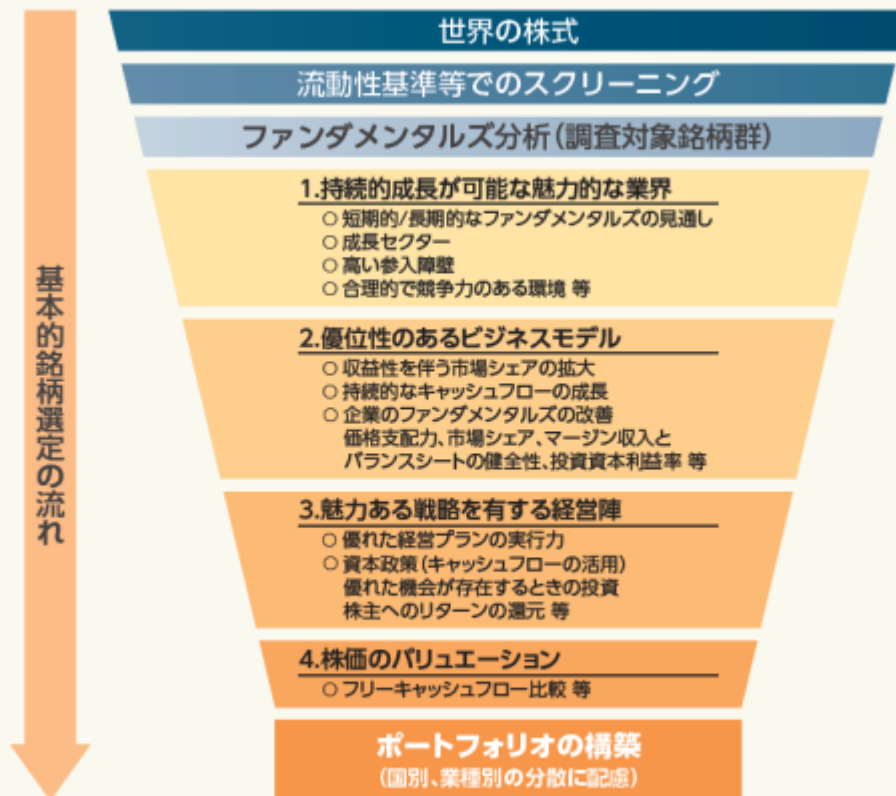 世界の株式
流動性基準等でのスクリーニング
ファンダメンタルズ分析(調査対象銘柄群)
基本的銘柄選定の流れ
1.持続的成長が可能な魅力的な業界
○ 短期的/長期的なファンダメンタルズの見通し
○ 成長セクター
○ 高い参入障壁
○ 合理的で競争力のある環境 等
2.優位性のあるビジネスモデル
○ 収益性を伴う市場シェアの拡大
○ 持続的なキャッシュフローの成長
○ 企業のファンダメンタルズの改善
価格支配力、市場シェア、マージン収入と
バランスシートの健全性、投資資本利益率 等
3.魅力ある戦略を有する経営陣
○ 優れた経営プランの実行力
○ 資本政策(キャッシュフローの活用)
優れた機会が存在するときの投資
株主へのリターンの還元 等
4.株価のバリュエーション
○ フリーキャッシュフロー比較 等
ポートフォリオの構築
(国別、業種別の分散に配慮)